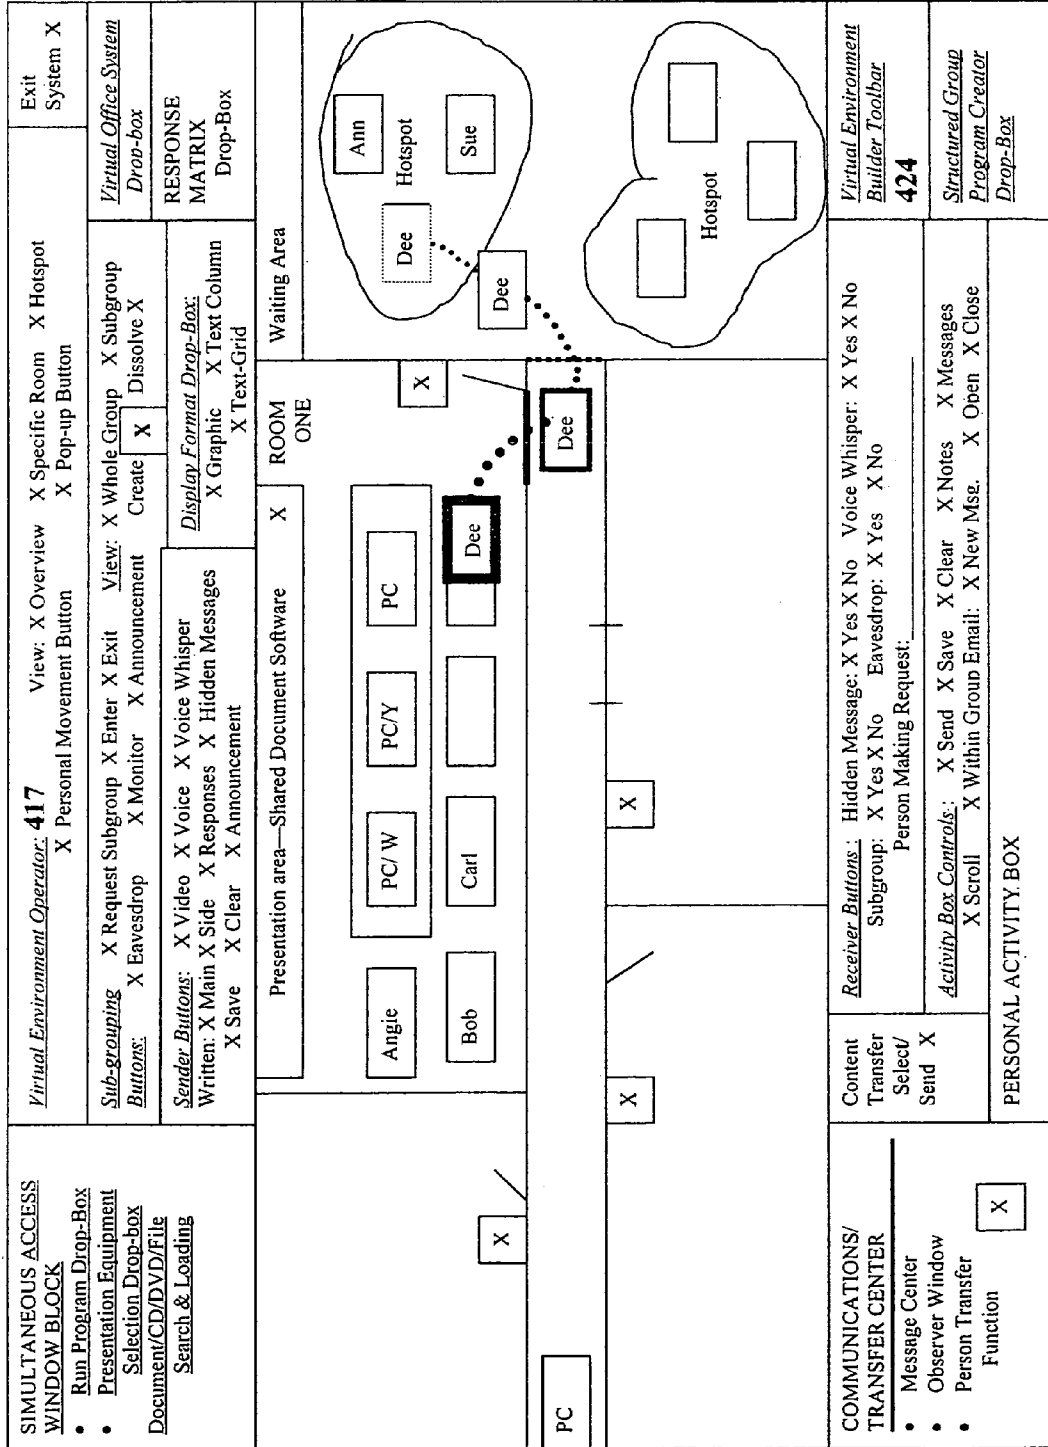 SIMULTANEOUS ACCESS
WINDOW BLOCK
• Run Program Drop-Box
• Presentation Equipment
Selection Drop-box
Document/CD/DVD/File
Search & Loading
Virtual Environment Operator: 417
View: X Overview X Specific Room X Hotspot
X Personal Movement Button X Pop-up Button
Exit
System X
Sub-grouping X Request Subgroup X Enter X Exit View: X Whole Group X Subgroup
Buttons: X Eavesdrop X Monitor X Announcement Create X Dissolve X
Virtual Office System
Drop-box
Sender Buttons: X Video X Voice X Voice Whisper
Written: X Main X Side X Responses X Hidden Messages
X Save X Clear X Announcement
Display Format Drop-Box:
X Graphic X Text Column
X Text-Grid
RESPONSE
MATRIX
Drop-Box
Presentation area—Shared Document Software X
ROOM
ONE
Waiting Area
Angie
PC/ W
PC/Y
PC
X
Bob
Carl
Dee
Dee
Dee
Dee
Ann
Hotspot
Sue
X
PC
X
X
Hotspot
COMMUNICATIONS/
TRANSFER CENTER
• Message Center
• Observer Window
• Person Transfer
Function
X
Content
Transfer
Select/
Send X
Receiver Buttons : Hidden Message: X Yes X No Voice Whisper: X Yes X No
Subgroup: X Yes X No Eavesdrop: X Yes X No
Person Making Request:
Activity Box Controls : X Send X Save X Clear X Notes X Messages
X Scroll X Within Group Email: X New Msg. X Open X Close
PERSONAL ACTIVITY BOX
Virtual Environment
Builder Toolbar
424
Structured Group
Program Creator
Drop-Box